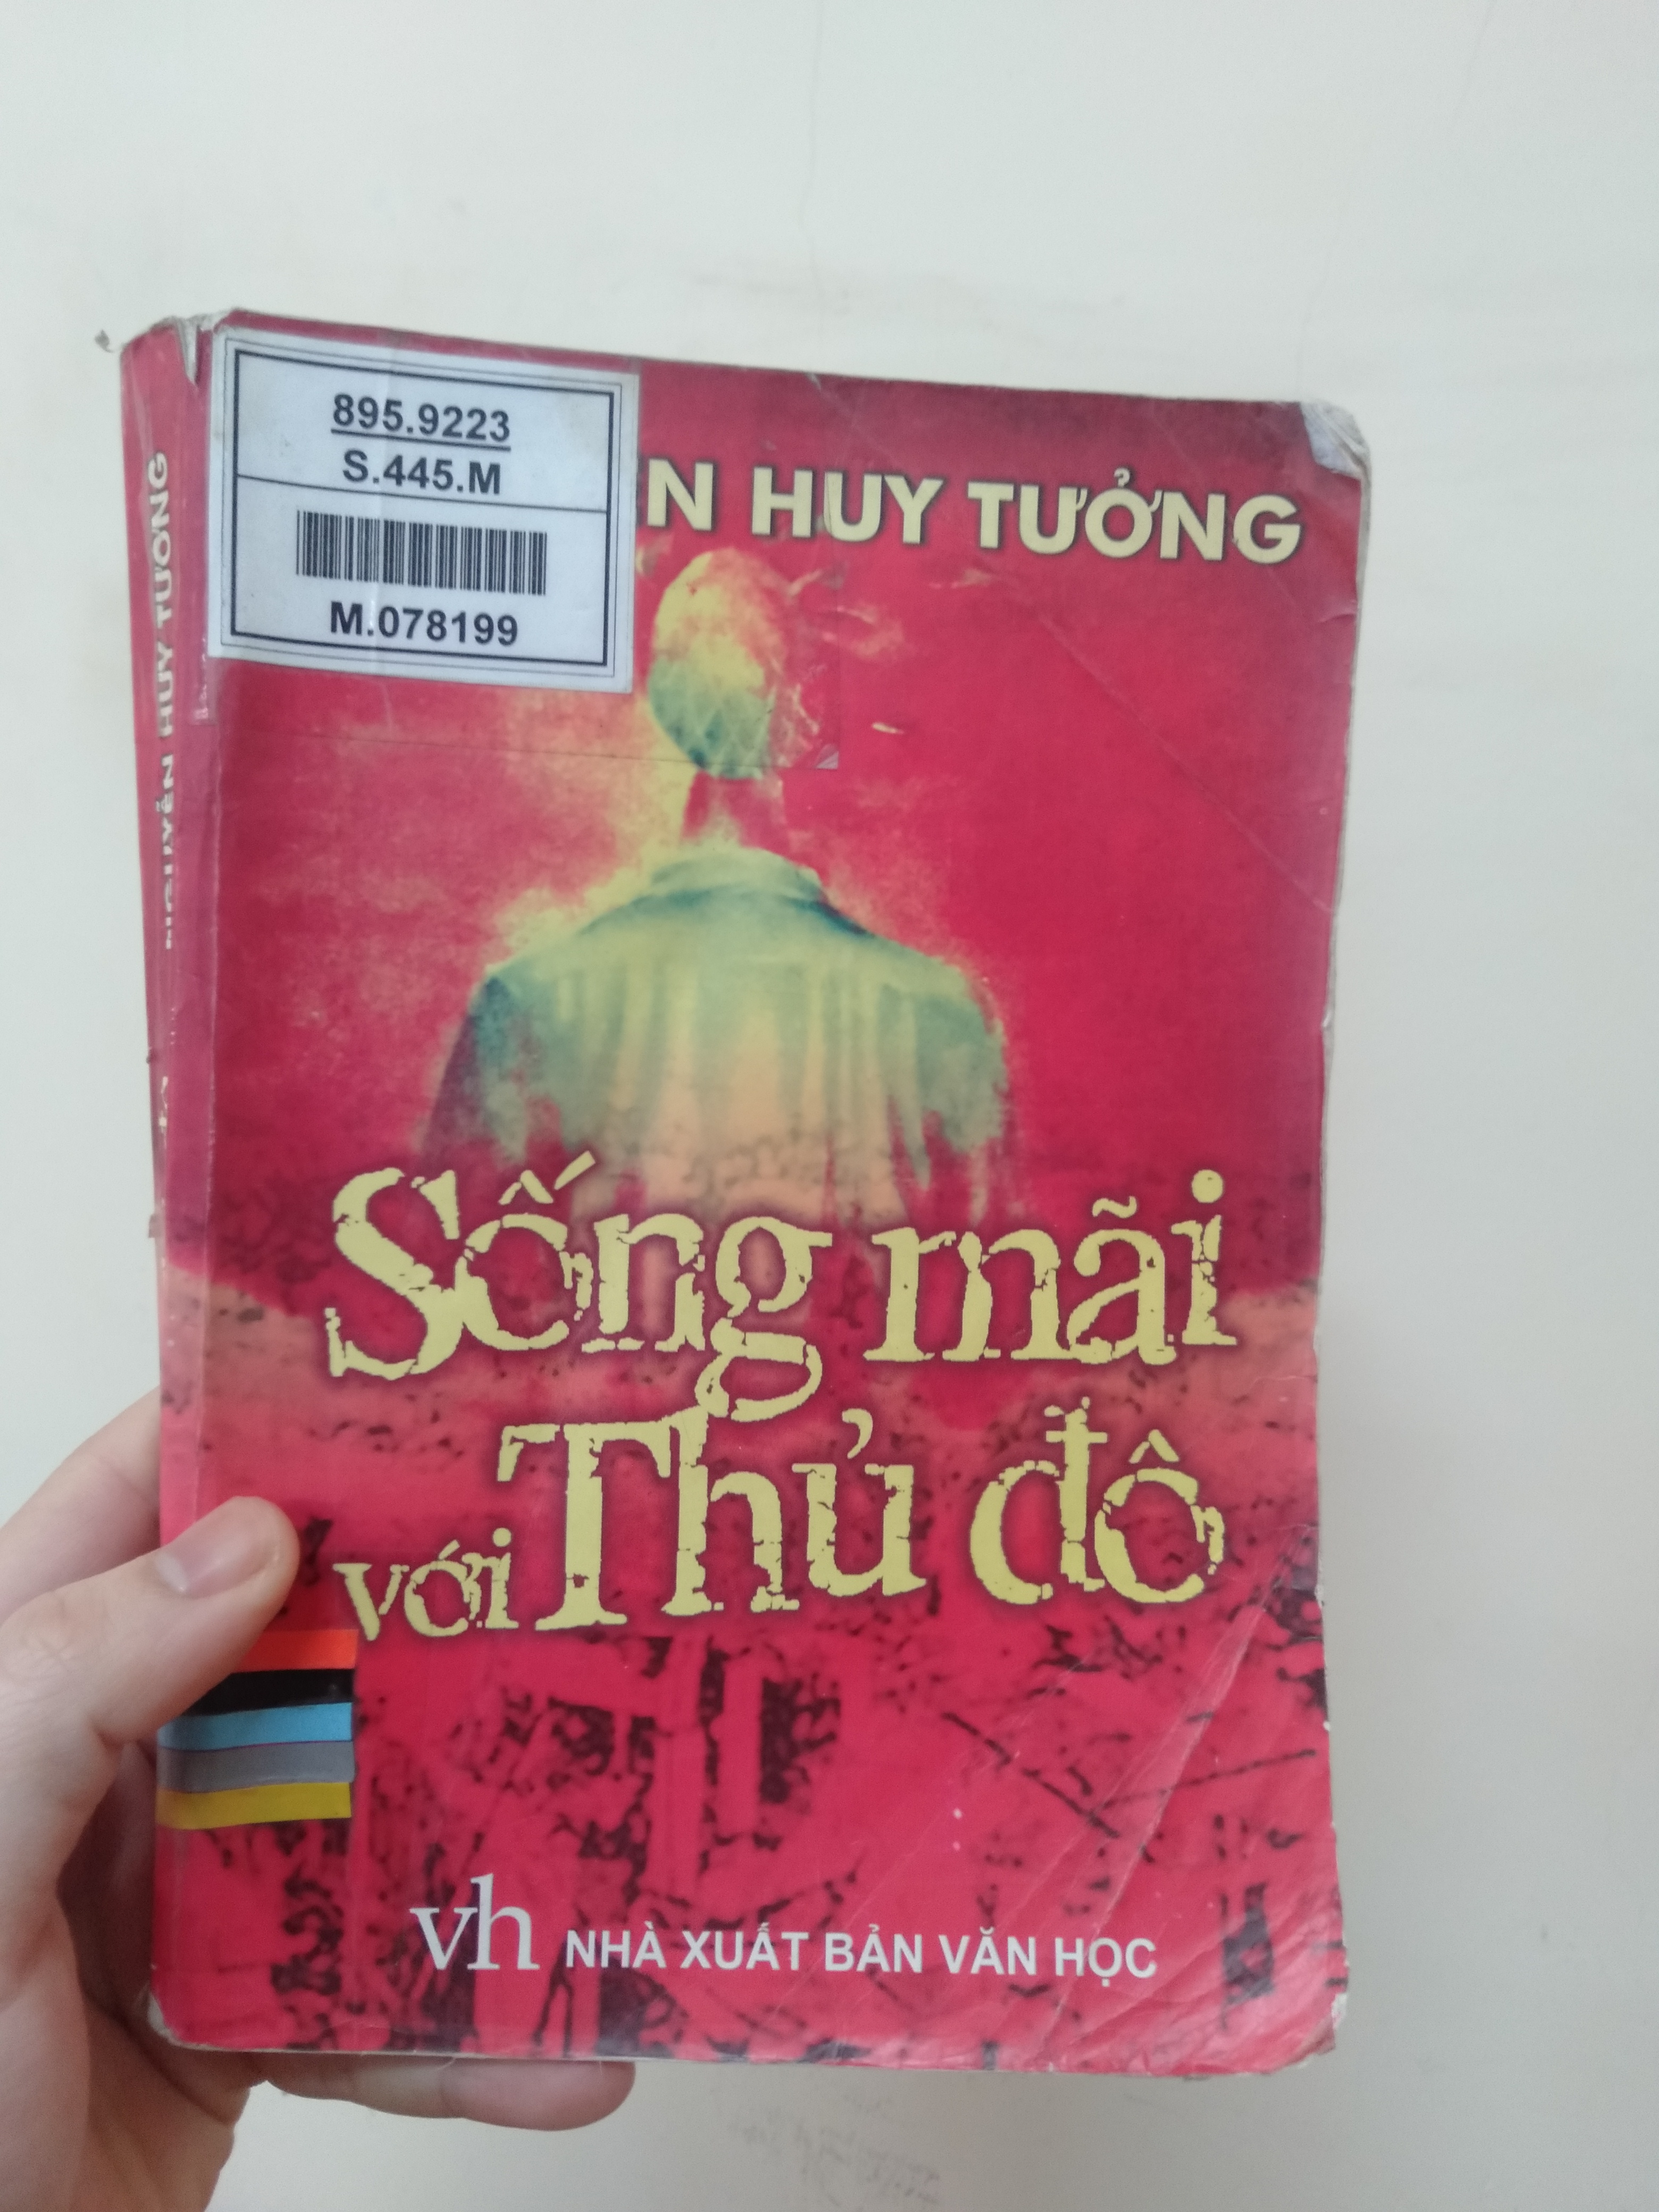 895.9223
S.445.M
M.078199
HUY TƯỞNG
Sống mãi
với Thủ đô
vh NHÀ XUẤT BẢN VĂN HỌC
NGUYỄN HUY TƯỞNG